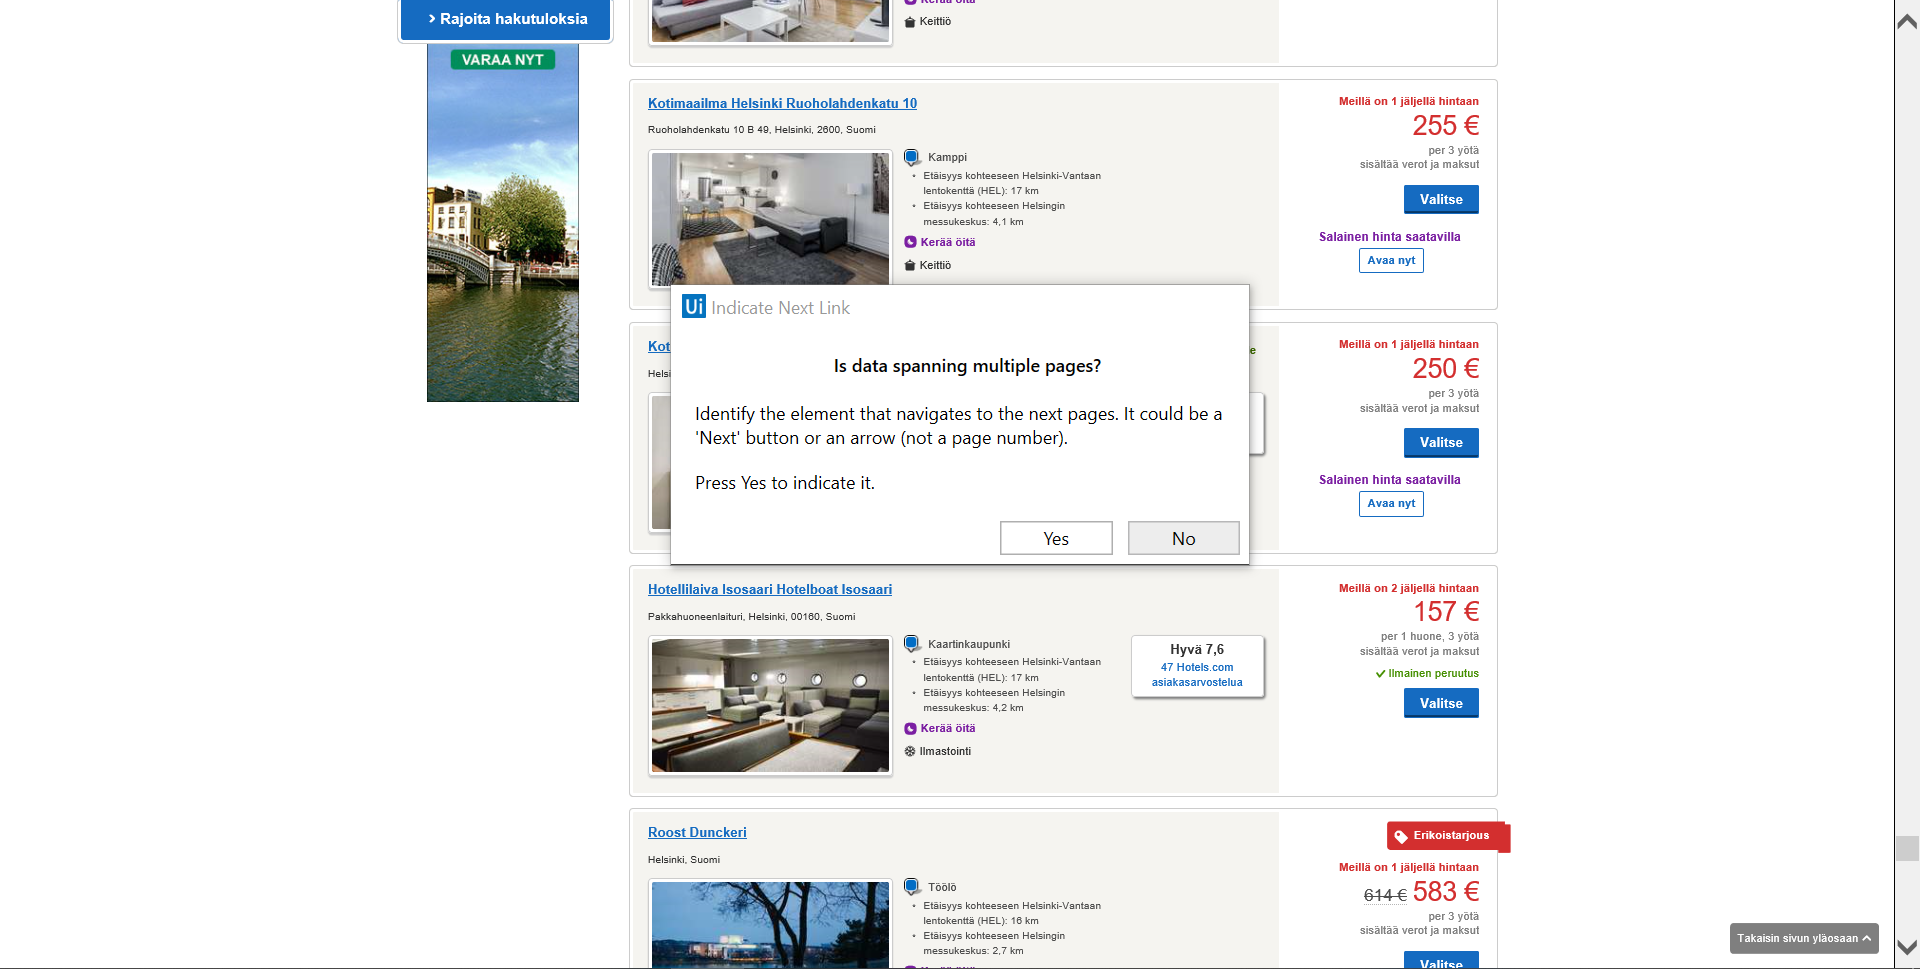 › Rajoita hakutuloksia
VARAA NYT
Keittiö
Kotimaailma Helsinki Ruoholahdenkatu 10
Ruoholahdenkatu 10 B 49, Helsinki, 2600, Suomi
Kamppi
• Etäisyys kohteeseen Helsinki-Vantaan
lentokenttä (HEL): 17 km
• Etäisyys kohteeseen Helsingin
messukeskus: 4,1 km
Kerää öitä
Keittiö
Meillä on 1 jäljellä hintaan
255 €
per 3 yötä
sisältää verot ja maksut
Valitse
Salainen hinta saatavilla
Avaa nyt
Ui Indicate Next Link
Is data spanning multiple pages?
Identify the element that navigates to the next pages. It could be a
'Next' button or an arrow (not a page number).
Press Yes to indicate it.
Yes
No
Meillä on 1 jäljellä hintaan
250 €
per 3 yötä
sisältää verot ja maksut
Valitse
Salainen hinta saatavilla
Avaa nyt
Hotellilaiva Isosaari Hotelboat Isosaari
Pakkahuoneenlaituri, Helsinki, 00160, Suomi
Kaartinkaupunki
• Etäisyys kohteeseen Helsinki-Vantaan
lentokenttä (HEL): 17 km
• Etäisyys kohteeseen Helsingin
messukeskus: 4,2 km
Kerää öitä
Ilmastointi
Hyvä 7,6
47 Hotels.com
asiakasarvostelua
Meillä on 2 jäljellä hintaan
157 €
per 1 huone, 3 yötä
sisältää verot ja maksut
Ilmainen peruutus
Valitse
Roost Dunckeri
Helsinki, Suomi
Töölö
• Etäisyys kohteeseen Helsinki-Vantaan
lentokenttä (HEL): 16 km
• Etäisyys kohteeseen Helsingin
messukeskus: 2,7 km
Erikoistarjous
Meillä on 1 jäljellä hintaan
614 € 583 €
per 3 yötä
sisältää verot ja maksut
Valitse
Takaisin sivun yläosaan